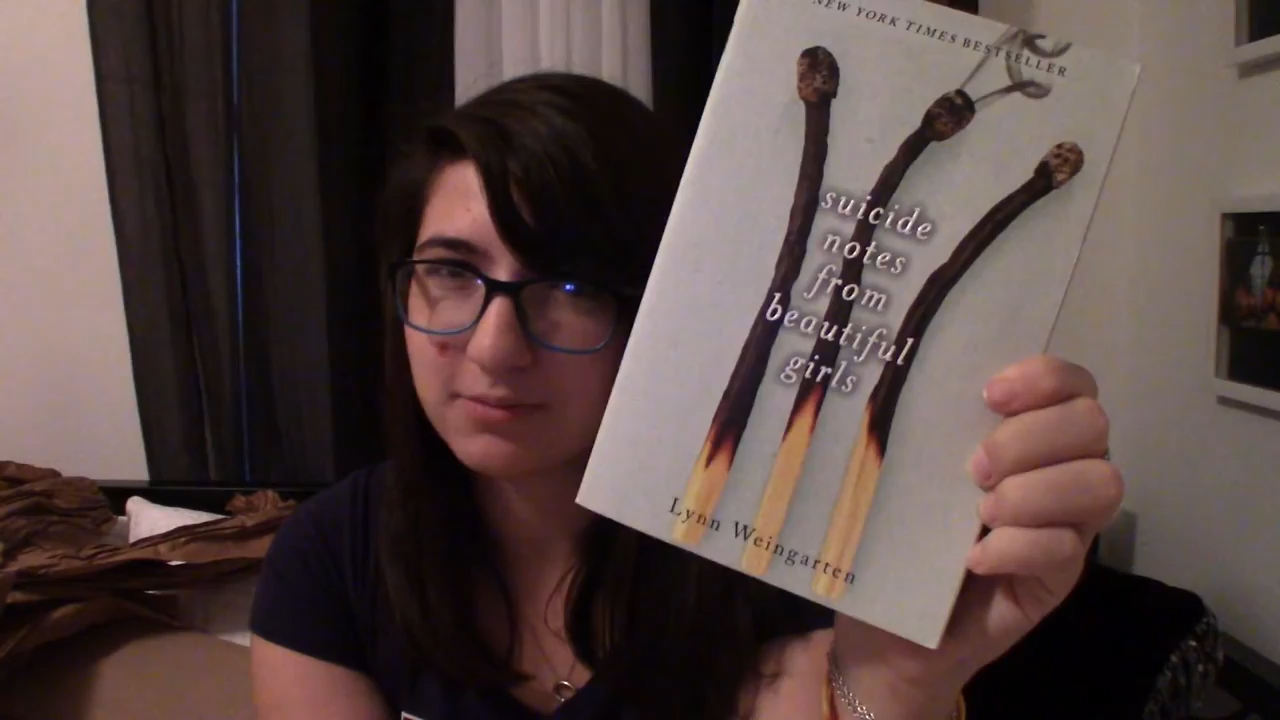 NEW YORK TIMES BESTSELLER
suicide
notes
from
beautiful
girls
Lynn Weingarten